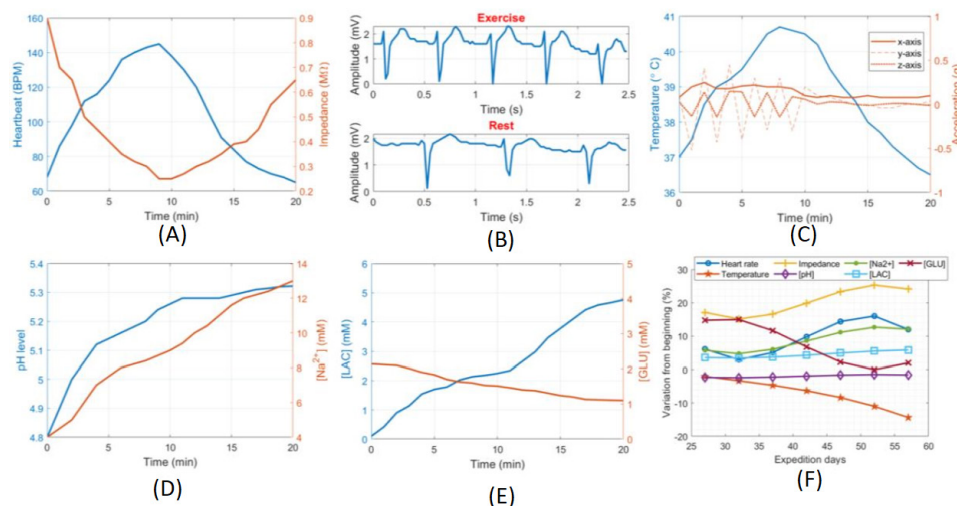 Heartbeat (BPM)
160
140
120
100
80
60
0
5
10
15
20
Time (min)
0.9
0.8
0.7
0.6
0.5
0.4
0.3
0.2
Impedance (MΩ)
(A)
Exercise
Amplitude (mV)
2
0
0 0.5 1 1.5 2 2.5
Time (s)
Rest
Amplitude (mV)
2
0
0 0.5 1 1.5 2 2.5
Time (s)
(B)
Temperature (° C)
42
41
40
39
38
37
36
0 5 10 15 20
Time (min)
x-axis
y-axis
z-axis
1
0.5
0
-0.5
-1
Acceleration (g)
(C)
pH level
5.4
5.3
5.2
5.1
5
4.9
4.8
0 5 10 15 20
Time (min)
14
12
10
8
6
4
[Na²⁺] (mM)
(D)
[LAC] (mM)
6
5
4
3
2
1
0
0 5 10 15 20
Time (min)
5
4
3
2
1
0
[GLU] (mM)
(E)
Heart rate Impedance [Na2+] [GLU]
Temperature [pH] [LAC]
Variation from beginning (%)
30
20
10
0
-10
-20
25 30 35 40 45 50 55 60
Expedition days
(F)